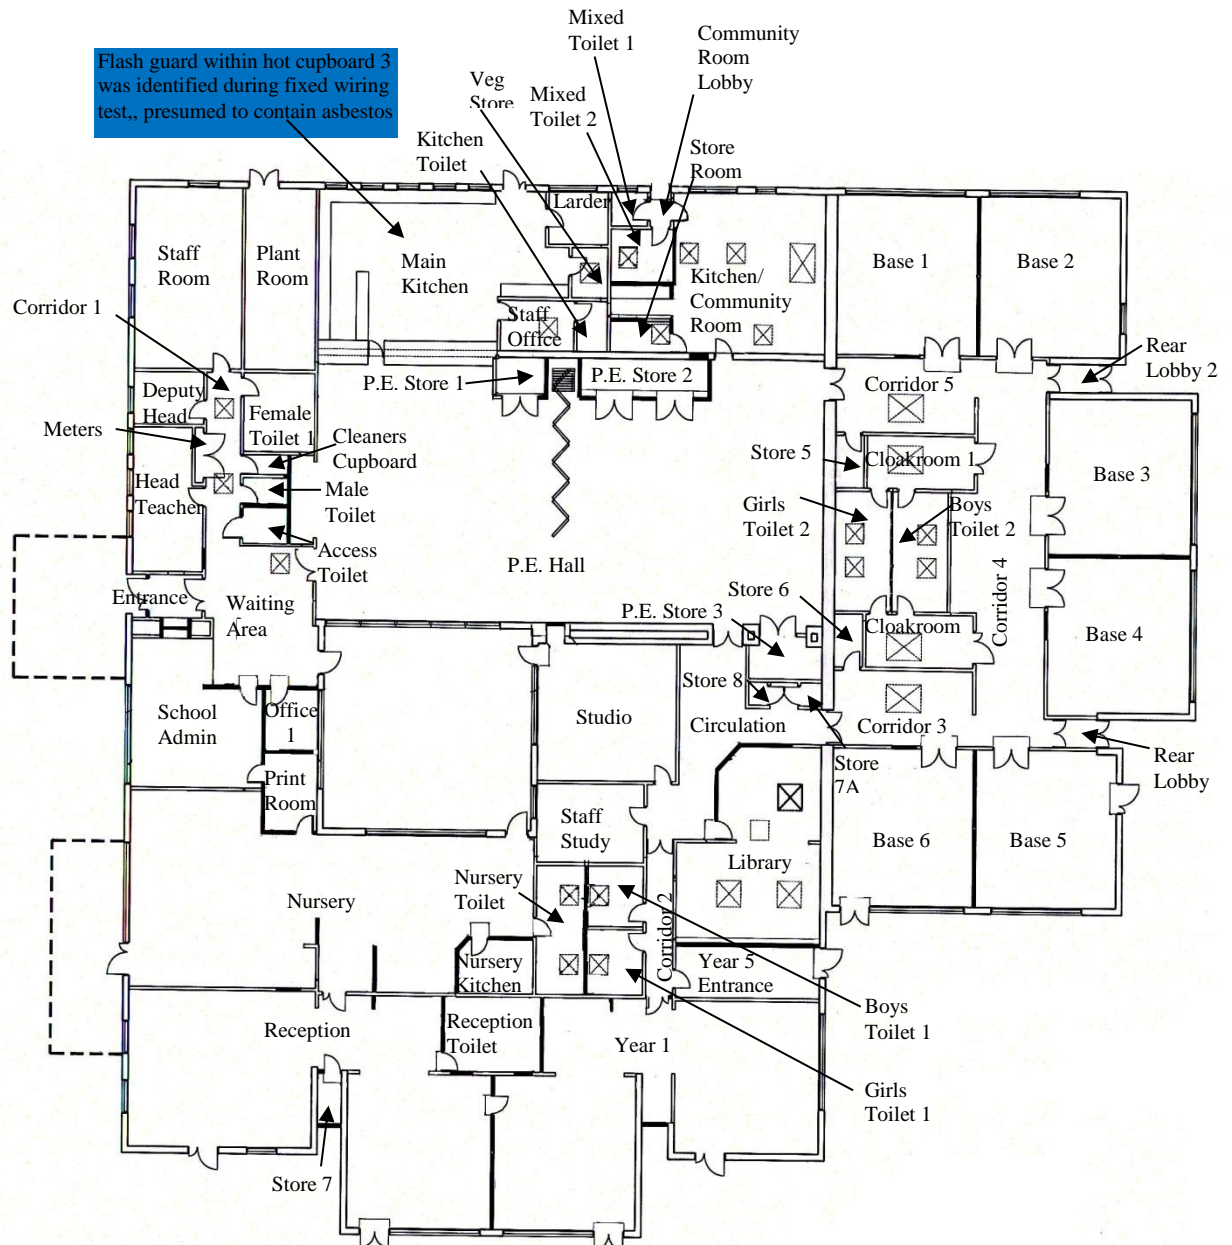 Mixed
Toilet 1
Community
Room
Lobby
Flash guard within hot cupboard 3
was identified during fixed wiring
test,, presumed to contain asbestos
Veg
Store
Mixed
Toilet 2
Kitchen
Toilet
Store
Room
Larder
Staff
Room
Plant
Room
Main
Kitchen
Kitchen/
Community
Room
Base 1
Base 2
Corridor 1
Staff
Office
Rear
Lobby 2
P.E. Store 1
P.E. Store 2
Corridor 5
Deputy
Head
Female
Toilet 1
Meters
Cleaners
Cupboard
Store 5
Cloakroom 1
Base 3
Head
Teacher
Male
Toilet
Girls
Toilet 2
Boys
Toilet 2
Access
Toilet
P.E. Hall
Entrance
Waiting
Area
Store 6
P.E. Store 3
Cloakroom
Corridor 4
Base 4
Store 8
School
Admin
Office
1
Studio
Circulation
Corridor 3
Rear
Lobby
Store
7A
Print
Room
Staff
Study
Base 6
Base 5
Library
Nursery
Toilet
Nursery
Corridor 2
Nursery
Kitchen
Year 5
Entrance
Boys
Toilet 1
Reception
Reception
Toilet
Year 1
Girls
Toilet 1
Store 7